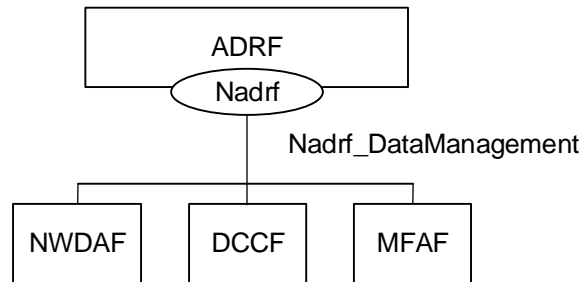 ADRF
Nadrf
Nadrf_DataManagement
NWDAF
DCCF
MFAF